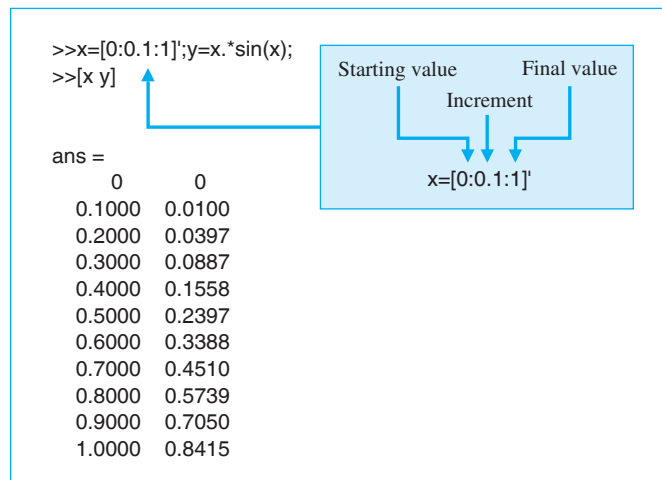 >>x=[0:0.1:1]';y=x.*sin(x);
>>[x y]
Starting value
Final value
Increment
x=[0:0.1:1]'
ans =
0 0
0.1000 0.0100
0.2000 0.0397
0.3000 0.0887
0.4000 0.1558
0.5000 0.2397
0.6000 0.3388
0.7000 0.4510
0.8000 0.5739
0.9000 0.7050
1.0000 0.8415